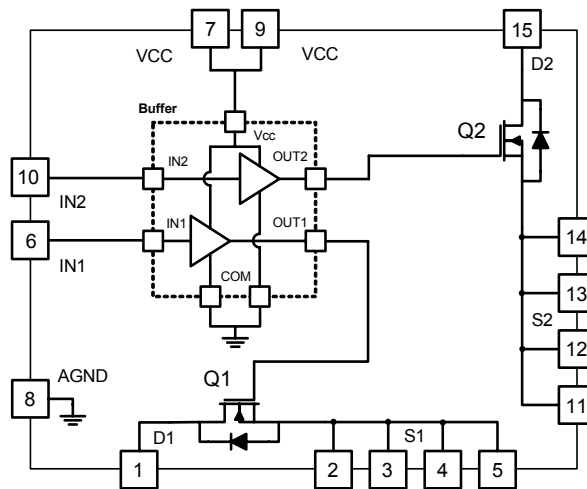 7
9
15
VCC
VCC
D2
Buffer
Vcc
Q2
IN2
OUT2
10
IN2
IN1
OUT1
6
IN1
14
COM
13
S2
12
Q1
AGND
8
11
D1
S1
1
2
3
4
5